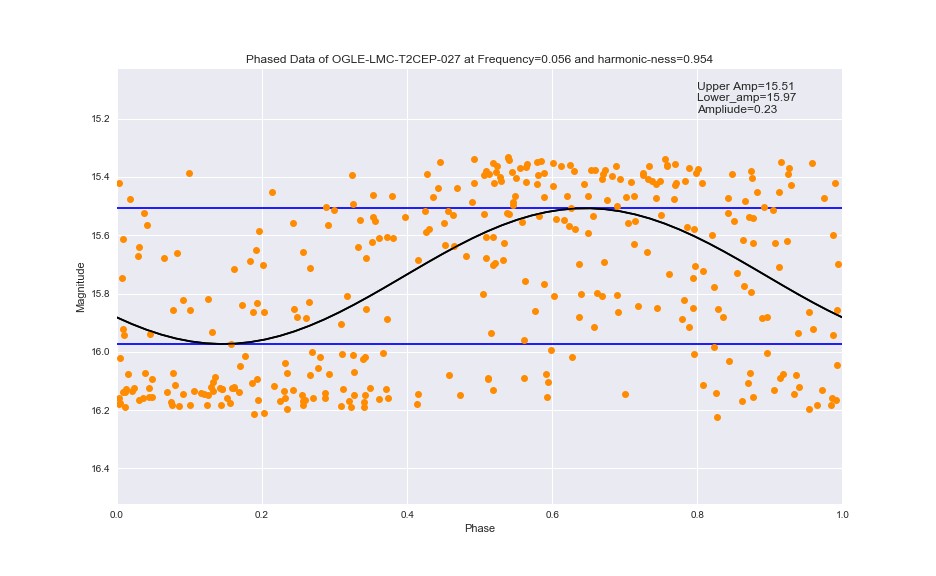 Phased Data of OGLE-LMC-T2CEP-027 at Frequency=0.056 and harmonic-ness=0.954
Upper Amp=15.51
Lower_amp=15.97
Ampliude=0.23
15.2
15.4
15.6
15.8
16.0
16.2
16.4
Magnitude
0.0 0.2 0.4 0.6 0.8 1.0
Phase